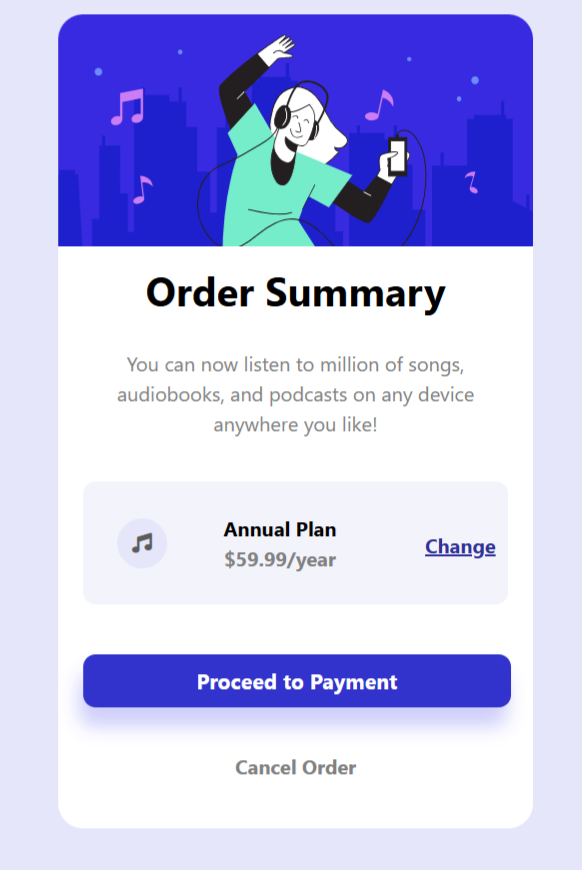 Order Summary
You can now listen to million of songs,
audiobooks, and podcasts on any device
anywhere you like!
Annual Plan
$59.99/year
Change
Proceed to Payment
Cancel Order